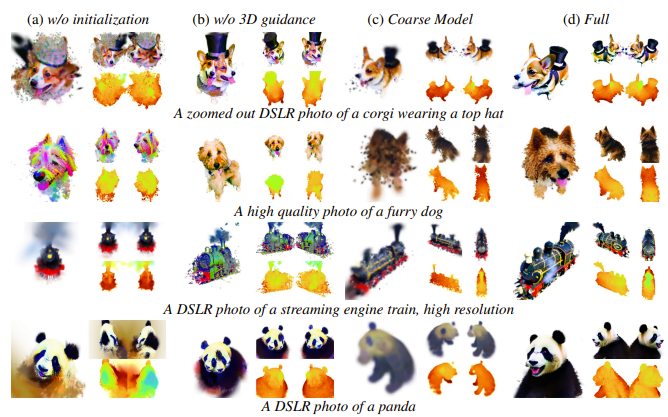 (a) w/o initialization (b) w/o 3D guidance (c) Coarse Model (d) Full
A zoomed out DSLR photo of a corgi wearing a top hat
A high quality photo of a furry dog
A DSLR photo of a streaming engine train, high resolution
A DSLR photo of a panda